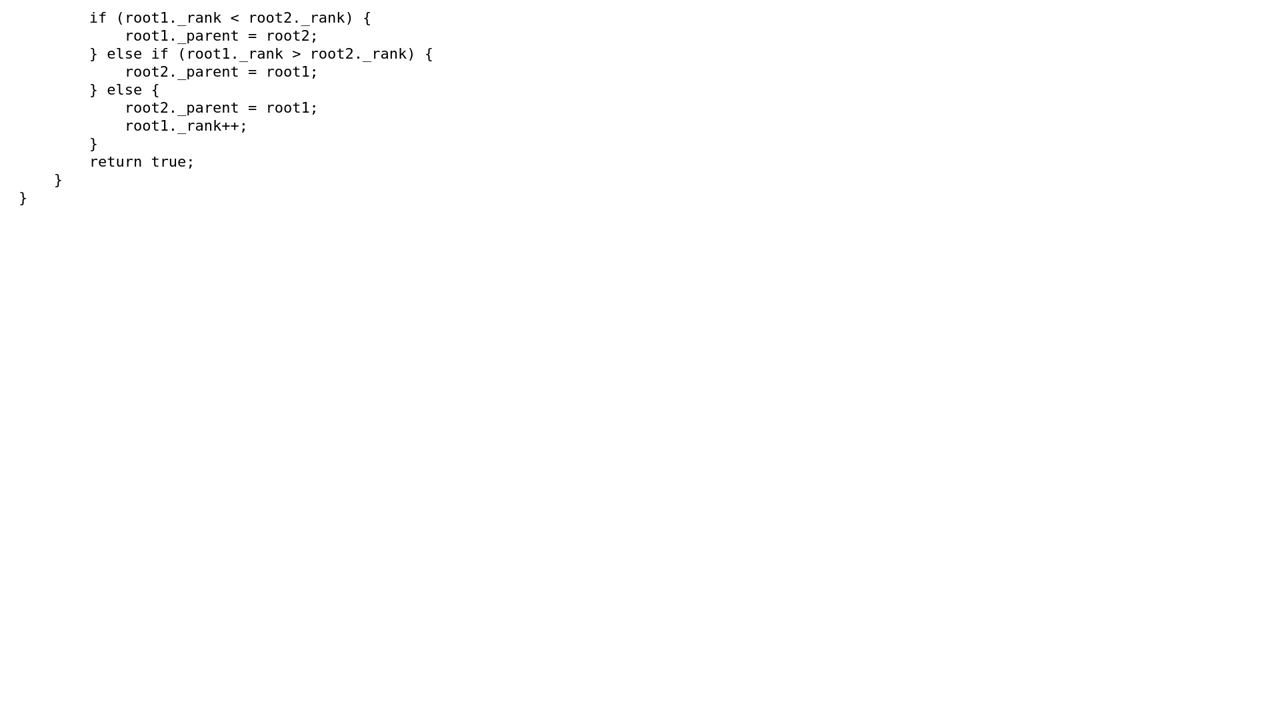 if (root1._rank < root2._rank) {
            root1._parent = root2;
        } else if (root1._rank > root2._rank) {
            root2._parent = root1;
        } else {
            root2._parent = root1;
            root1._rank++;
        }
        return true;
    }
}